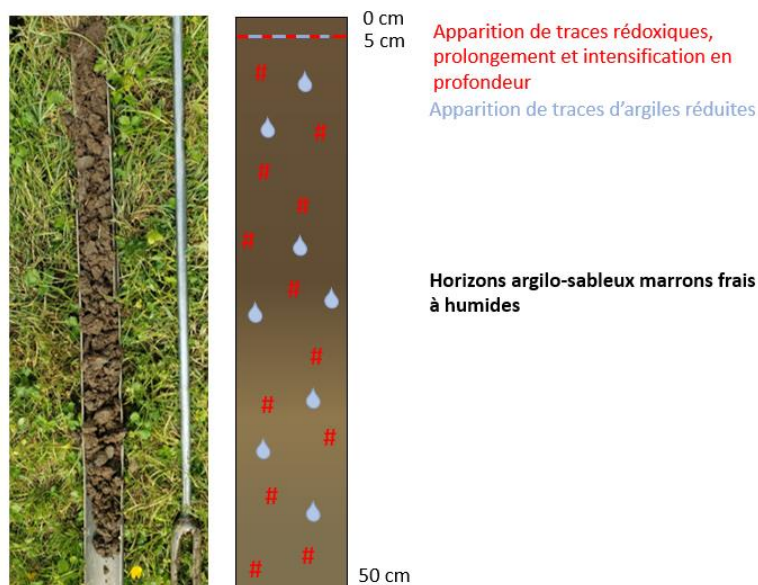 0 cm
5 cm
Apparition de traces rédoxiques,
prolongement et intensification en
profondeur
Apparition de traces d’argiles réduites
Horizons argilo-sableux marrons frais
à humides
50 cm